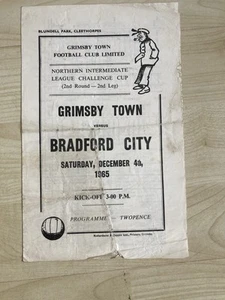 BLUNDELL PARK, CLEETHORPES
GRIMSBY TOWN
FOOTBALL CLUB LIMITED
NORTHERN INTERMEDIATE
LEAGUE CHALLENGE CUP
(2nd Round — 2nd Leg)
GRIMSBY TOWN
versus
BRADFORD CITY
SATURDAY, DECEMBER 4th,
1965
KICK-OFF 3-00 P.M.
PROGRAMME — TWOPENCE